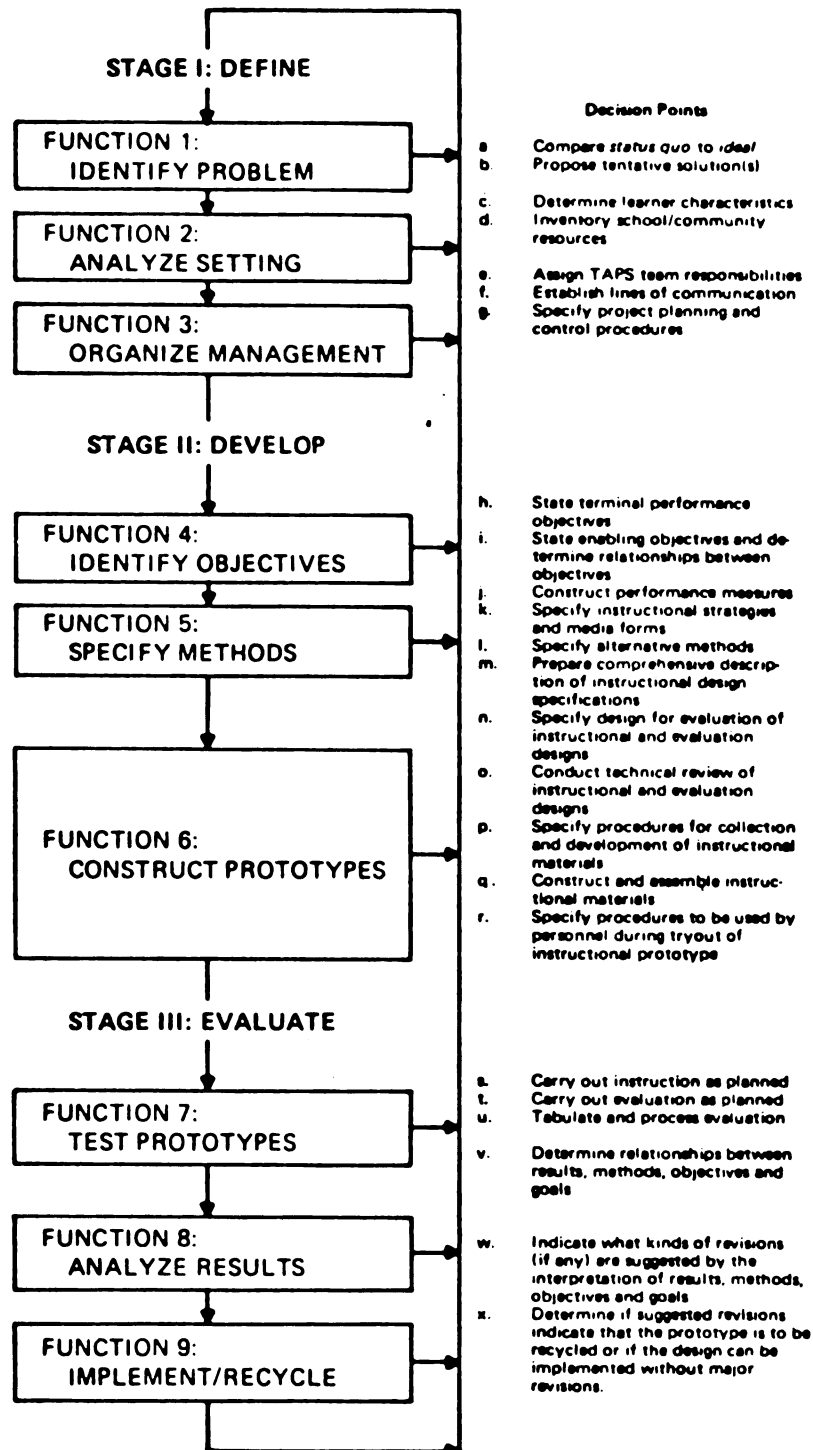 STAGE I: DEFINE
FUNCTION 1:
IDENTIFY PROBLEM
FUNCTION 2:
ANALYZE SETTING
FUNCTION 3:
ORGANIZE MANAGEMENT
STAGE II: DEVELOP
FUNCTION 4:
IDENTIFY OBJECTIVES
FUNCTION 5:
SPECIFY METHODS
FUNCTION 6:
CONSTRUCT PROTOTYPES
STAGE III: EVALUATE
FUNCTION 7:
TEST PROTOTYPES
FUNCTION 8:
ANALYZE RESULTS
FUNCTION 9:
IMPLEMENT/RECYCLE
Decision Points
a Compare status quo to ideal
b. Propose tentative solution(s)
c. Determine learner characteristics
d. Inventory school/community
resources
e. Assign TAPS team responsibilities
f. Establish lines of communication
g. Specify project planning and
control procedures
h. State terminal performance
objectives
i. State enabling objectives and de-
termine relationships between
objectives
j. Construct performance measures
k. Specify instructional strategies
and media forms
l. Specify alternative methods
m. Prepare comprehensive descrip-
tion of instructional design
specifications
n. Specify design for evaluation of
instructional and evaluation
designs
o. Conduct technical review of
instructional and evaluation
designs
p. Specify procedures for collection
and development of instructional
materials
q. Construct and assemble instruc-
tional materials
r. Specify procedures to be used by
personnel during tryout of
instructional prototype
s. Carry out instruction as planned
t. Carry out evaluation as planned
u. Tabulate and process evaluation
v. Determine relationships between
results, methods, objectives and
goals
w. Indicate what kinds of revisions
(if any) are suggested by the
interpretation of results, methods,
objectives and goals
x. Determine if suggested revisions
indicate that the prototype is to be
recycled or if the design can be
implemented without major
revisions.